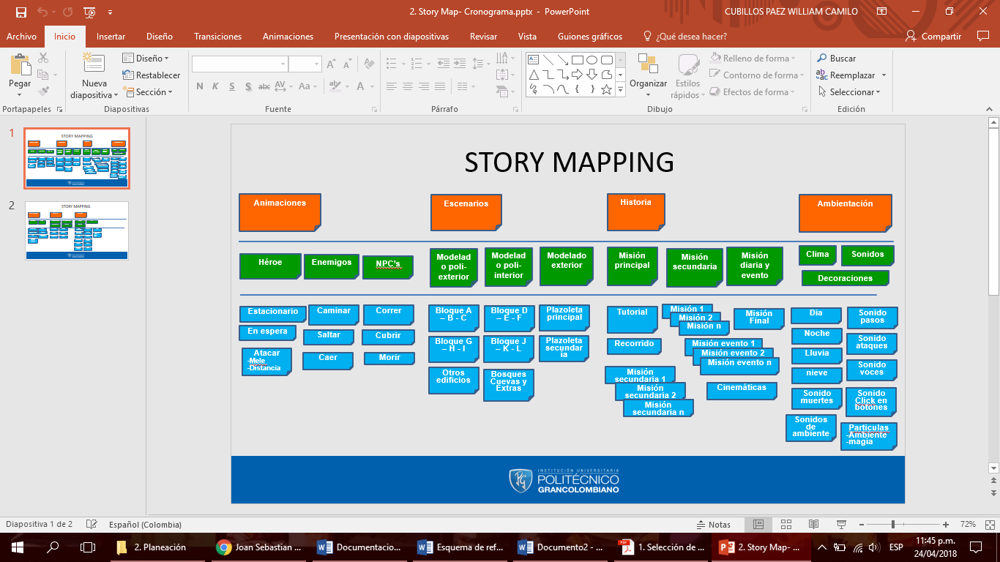 2. Story Map- Cronograma.pptx - PowerPoint
CUBILLOS PAEZ WILLIAM CAMILO
Archivo
Inicio
Insertar
Diseño
Transiciones
Animaciones
Presentación con diapositivas
Revisar
Vista
Guiones gráficos
¿Qué desea hacer?
Compartir
Pegar
Portapapeles
Nueva
diapositiva
Diseño
Restablecer
Sección
Diapositivas
N K S S abc AV Aa A
Fuente
Párrafo
Organizar
Estilos
rápidos
Relleno de forma
Contorno de forma
Efectos de forma
Dibujo
Buscar
Reemplazar
Seleccionar
Edición
1
STORY MAPPING
2
STORY MAPPING
STORY MAPPING
Animaciones
Escenarios
Historia
Ambientación
Héroe
Enemigos
NPC's
Modelad
o poli-
exterior
Modelad
o poli-
interior
Modelado
exterior
Misión
principal
Misión
secundaria
Misión
diaria y
evento
Clima
Sonidos
Decoraciones
Estacionario
Caminar
Correr
En espera
Saltar
Cubrir
Atacar
-Mele
-Distancia
Caer
Morir
Bloque A
– B - C
Bloque D
– E - F
Plazoleta
principal
Bloque G
– H - I
Bloque J
– K - L
Plazoleta
secundar
ia
Otros
edificios
Bosques
Cuevas y
Extras
Tutorial
Misión 1
Misión 2
Misión n
Misión
Final
Recorrido
Misión evento 1
Misión evento 2
Misión evento n
Misión
secundaria 1
Misión
secundaria 2
Misión
secundaria n
Cinemáticas
Dia
Sonido
pasos
Noche
Sonido
ataques
Lluvia
nieve
Sonido
voces
Sonido
muertes
Sonido
Click en
botones
Sonidos
de
ambiente
Particulas
-Ambiente
-magia
INSTITUCIÓN UNIVERSITARIA
POLITÉCNICO
GRANCOLOMBIANO
Diapositiva 1 de 2
Español (Colombia)
Notas
72%
2. Planeación
Joan Sebastian ...
Documentacio...
Esquema de ref...
Documento2 - ...
1. Selección de ...
2. Story Map- ...
ESP
11:45 p.m.
24/04/2018